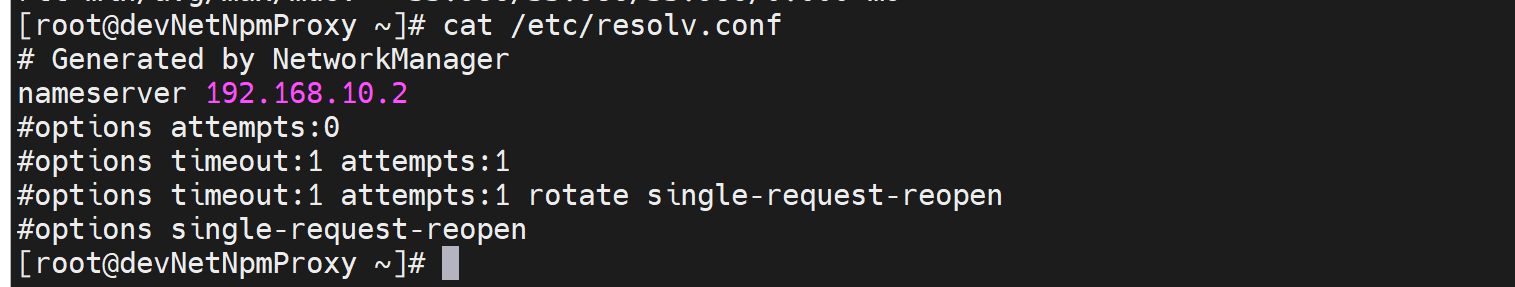 [root@devNetNpmProxy ~]# cat /etc/resolv.conf
# Generated by NetworkManager
nameserver 192.168.10.2
#options attempts:0
#options timeout:1 attempts:1
#options timeout:1 attempts:1 rotate single-request-reopen
#options single-request-reopen
[root@devNetNpmProxy ~]#